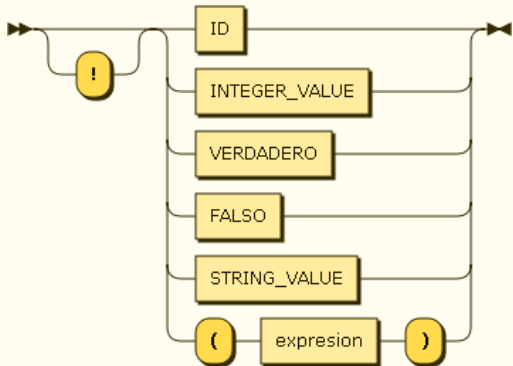 ID
!
INTEGER_VALUE
VERDADERO
FALSO
STRING_VALUE
( expresion )